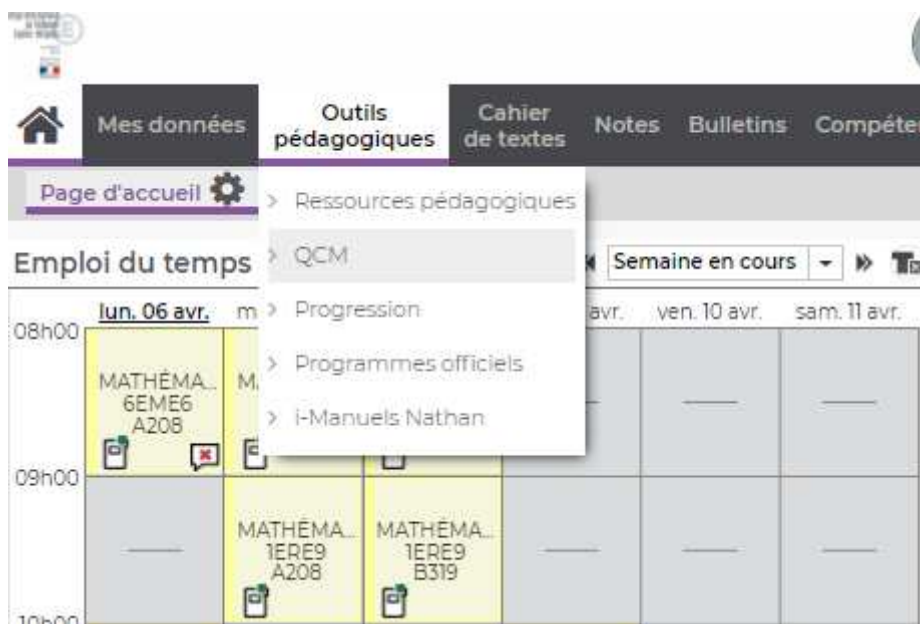 Mes données
Outils
pédagogiques
Cahier
de textes
Notes
Bulletins
Page d'accueil
> Ressources pédagogiques
> QCM
> Progression
> Programmes officiels
> i-Manuels Nathan
Emploi du temps
Semaine en cours
lun. 06 avr.
avr.
ven. 10 avr.
sam. 11 avr.
08h00
MATHÉMA...
6EME6
A208
09h00
MATHÉMA...
1ERE9
A208
MATHÉMA...
1ERE9
B319
10h00